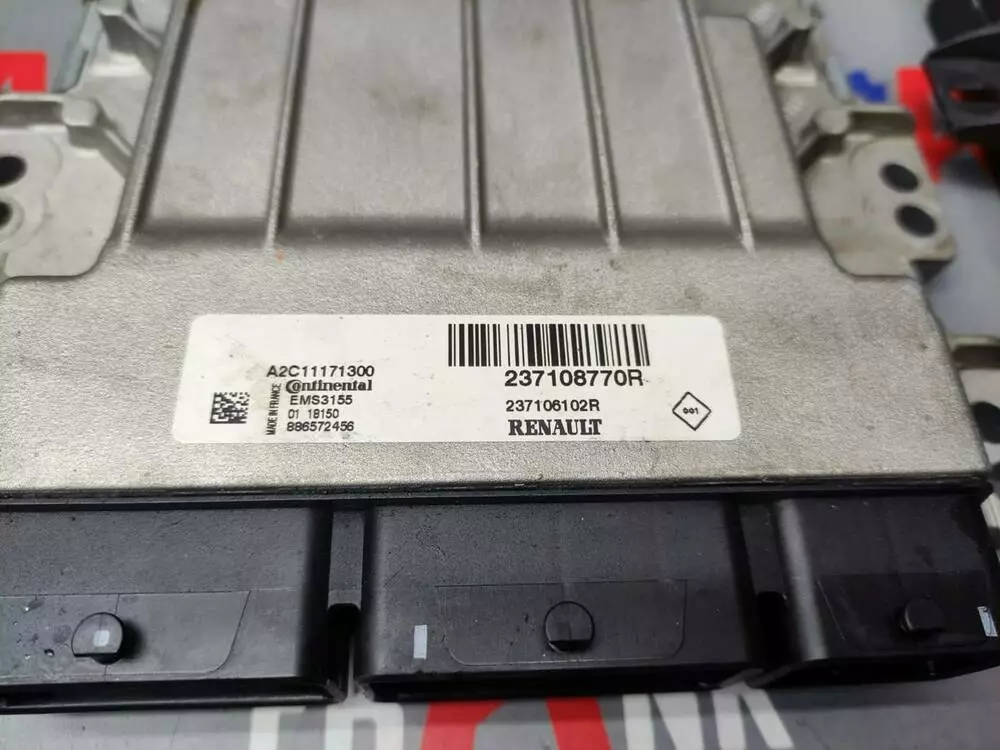 A2C11171300
Continental
EMS3155
01 18150
886572456
MADE IN FRANCE
237108770R
237106102R
RENAULT
001